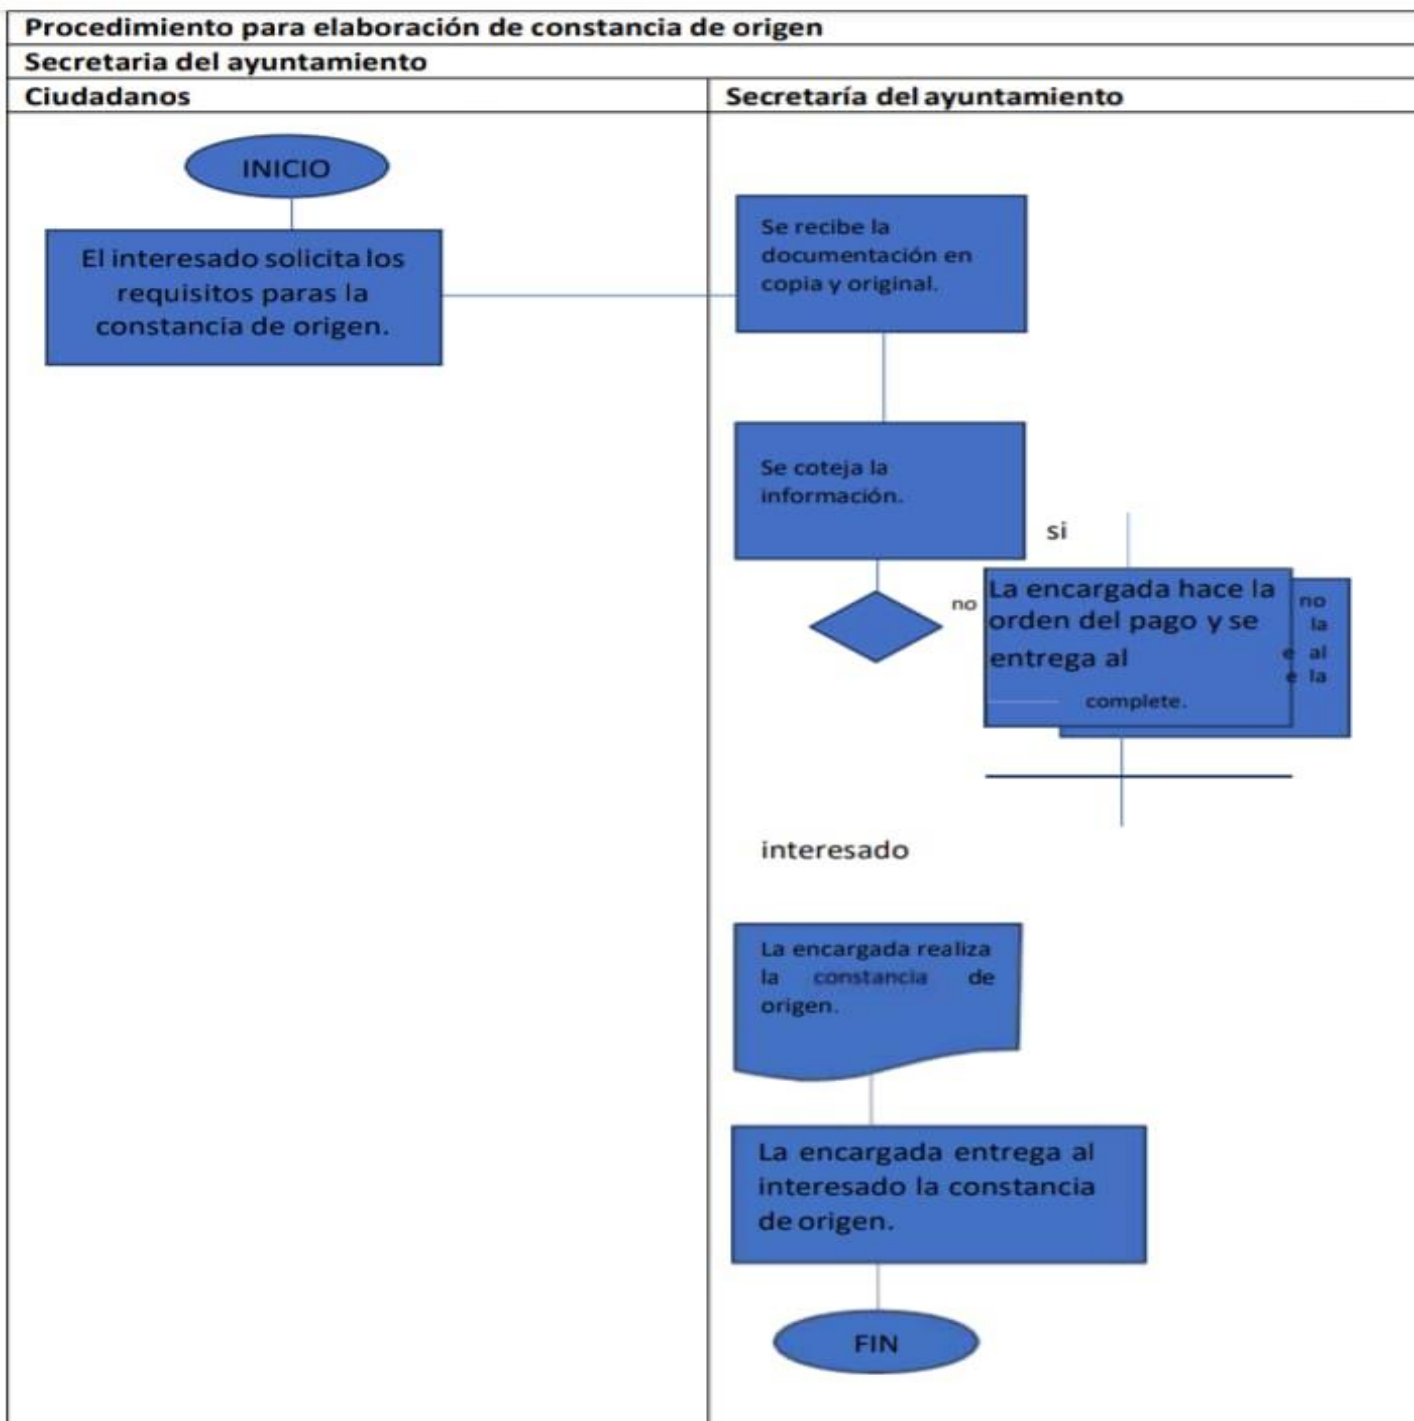 Procedimiento para elaboración de constancia de origen
Secretaria del ayuntamiento
Ciudadanos
Secretaría del ayuntamiento
INICIO
El interesado solicita los
requisitos paras la
constancia de origen.
Se recibe la
documentación en
copia y original.
Se coteja la
información.
si
no
La encargada hace la
orden del pago y se
entrega al
complete.
no
la
e al
e la
interesado
La encargada realiza
la constancia de
origen.
La encargada entrega al
interesado la constancia
de origen.
FIN